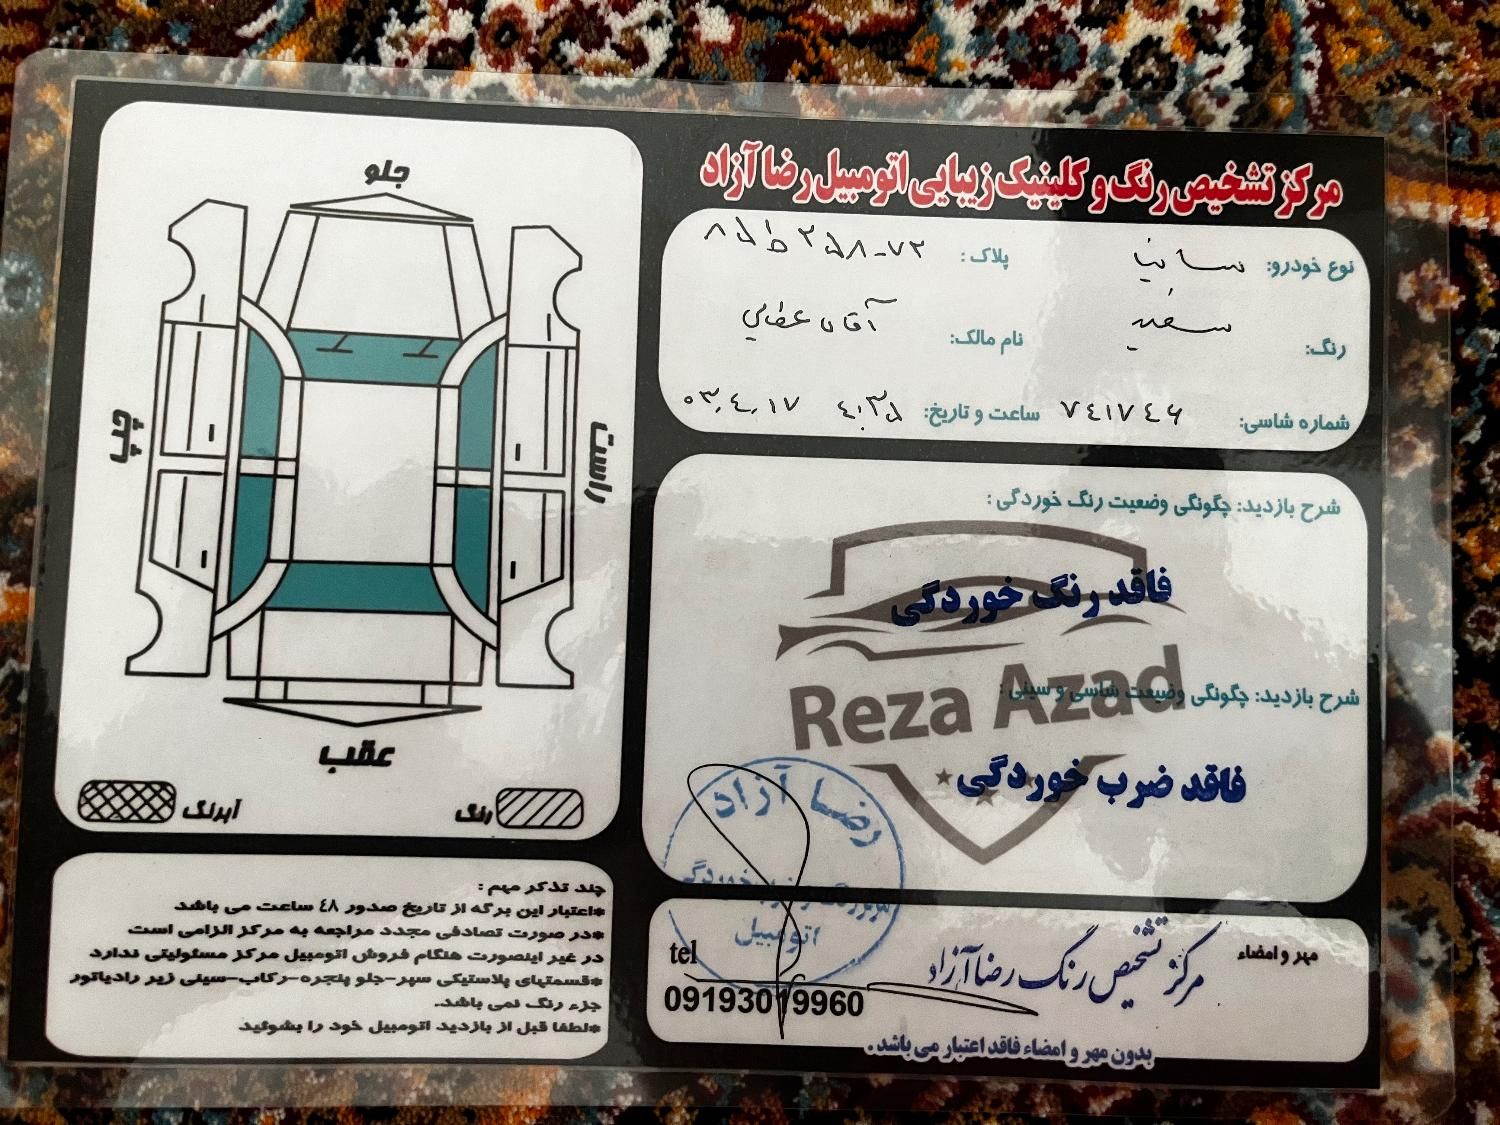 مرکز تشخیص رنگ و کلینیک زیبایی اتومبیل رضا آزاد
نوع خودرو: ساینا
پلاک: ۸۵ط۲۵۸-۷۲
رنگ: سفید
نام مالک: آقای عطایی
شماره شاسی: ۷۴۱۷۴۶
ساعت و تاریخ: ۴:۳۵ ۰۳.۴.۱۷
شرح بازدید: چگونگی وضعیت رنگ خوردگی :
فاقد رنگ خوردگی
Reza Azad
شرح بازدید: چگونگی وضیعت شاسی و سینی :
فاقد ضرب خوردگی
رضا آزاد
اتومبیل
مهر و امضاء
مرکز تشخیص رنگ رضا آزاد
tel
09193019960
بدون مهر و امضاء فاقد اعتبار می باشد.
جلو
چپ
راست
عقب
رنگ
آبرنگ
چند تذکر مهم :
*اعتبار این برگه از تاریخ صدور ۴۸ ساعت می باشد
*در صورت تصادفی مجدد مراجعه به مرکز الزامی است
در غیر اینصورت هنگام فروش اتومبیل مرکز مسئولیتی ندارد
*قسمتهای پلاستیکی سپر-جلو پنجره-رکاب-سینی زیر رادیاتور
جزء رنگ نمی باشد.
*لطفا قبل از بازدید اتومبیل خود را بشوئید